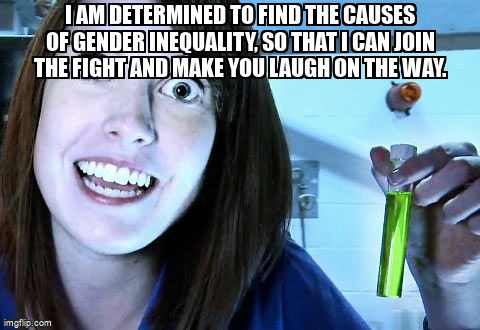 I AM DETERMINED TO FIND THE CAUSES
OF GENDER INEQUALITY, SO THAT I CAN JOIN
THE FIGHT AND MAKE YOU LAUGH ON THE WAY.
imgflip.com